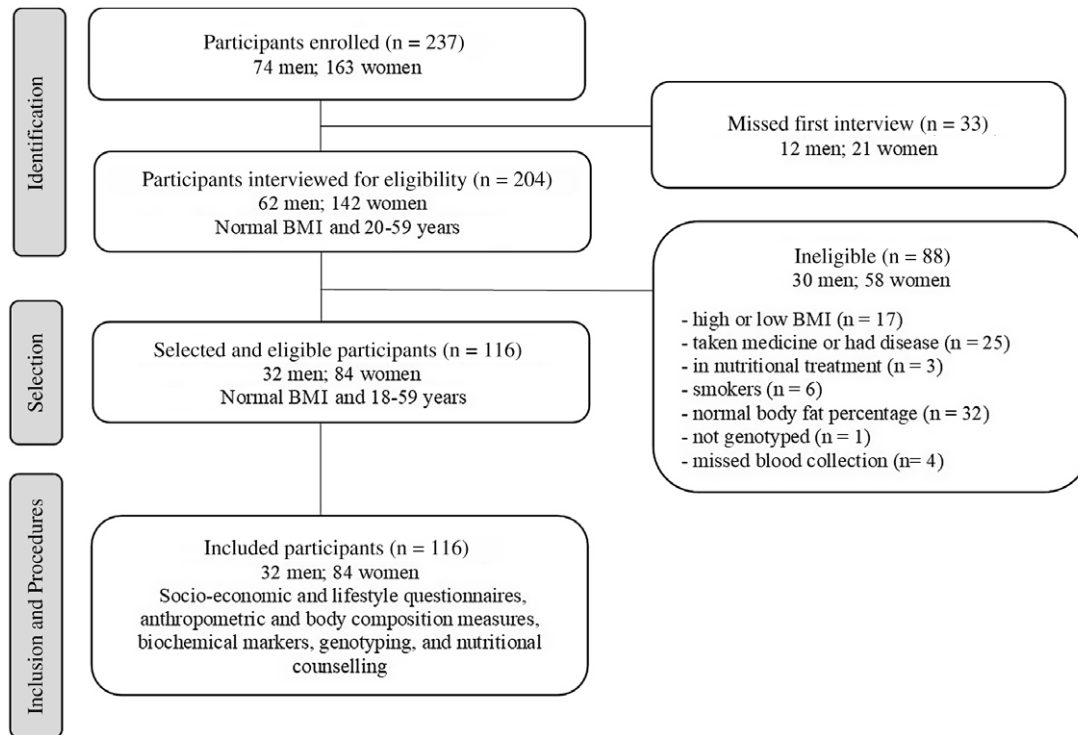 Identification
Participants enrolled (n = 237)
74 men; 163 women
Missed first interview (n = 33)
12 men; 21 women
Participants interviewed for eligibility (n = 204)
62 men; 142 women
Normal BMI and 20-59 years
Ineligible (n = 88)
30 men; 58 women
- high or low BMI (n = 17)
- taken medicine or had disease (n = 25)
- in nutritional treatment (n = 3)
- smokers (n = 6)
- normal body fat percentage (n = 32)
- not genotyped (n = 1)
- missed blood collection (n= 4)
Selection
Selected and eligible participants (n = 116)
32 men; 84 women
Normal BMI and 18-59 years
Inclusion and Procedures
Included participants (n = 116)
32 men; 84 women
Socio-economic and lifestyle questionnaires,
anthropometric and body composition measures,
biochemical markers, genotyping, and nutritional
counselling